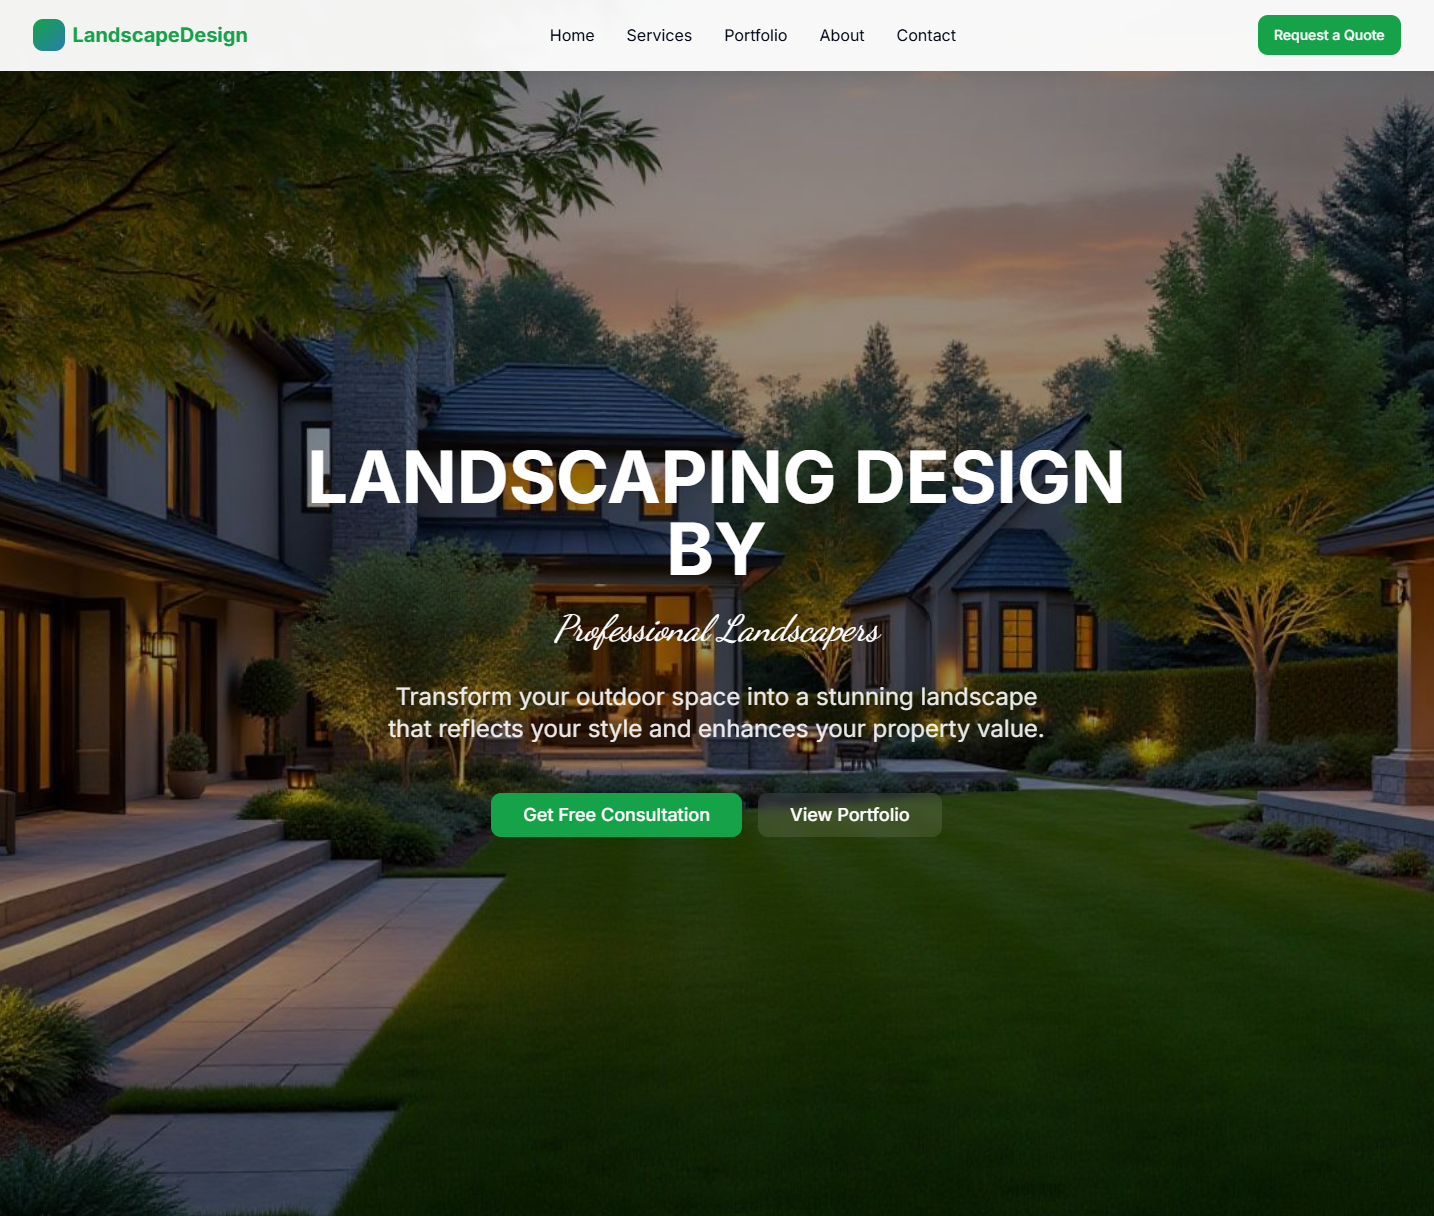 LandscapeDesign
Home Services Portfolio About Contact
Request a Quote
LANDSCAPING DESIGN
BY
Professional Landscapers
Transform your outdoor space into a stunning landscape
that reflects your style and enhances your property value.
Get Free Consultation
View Portfolio